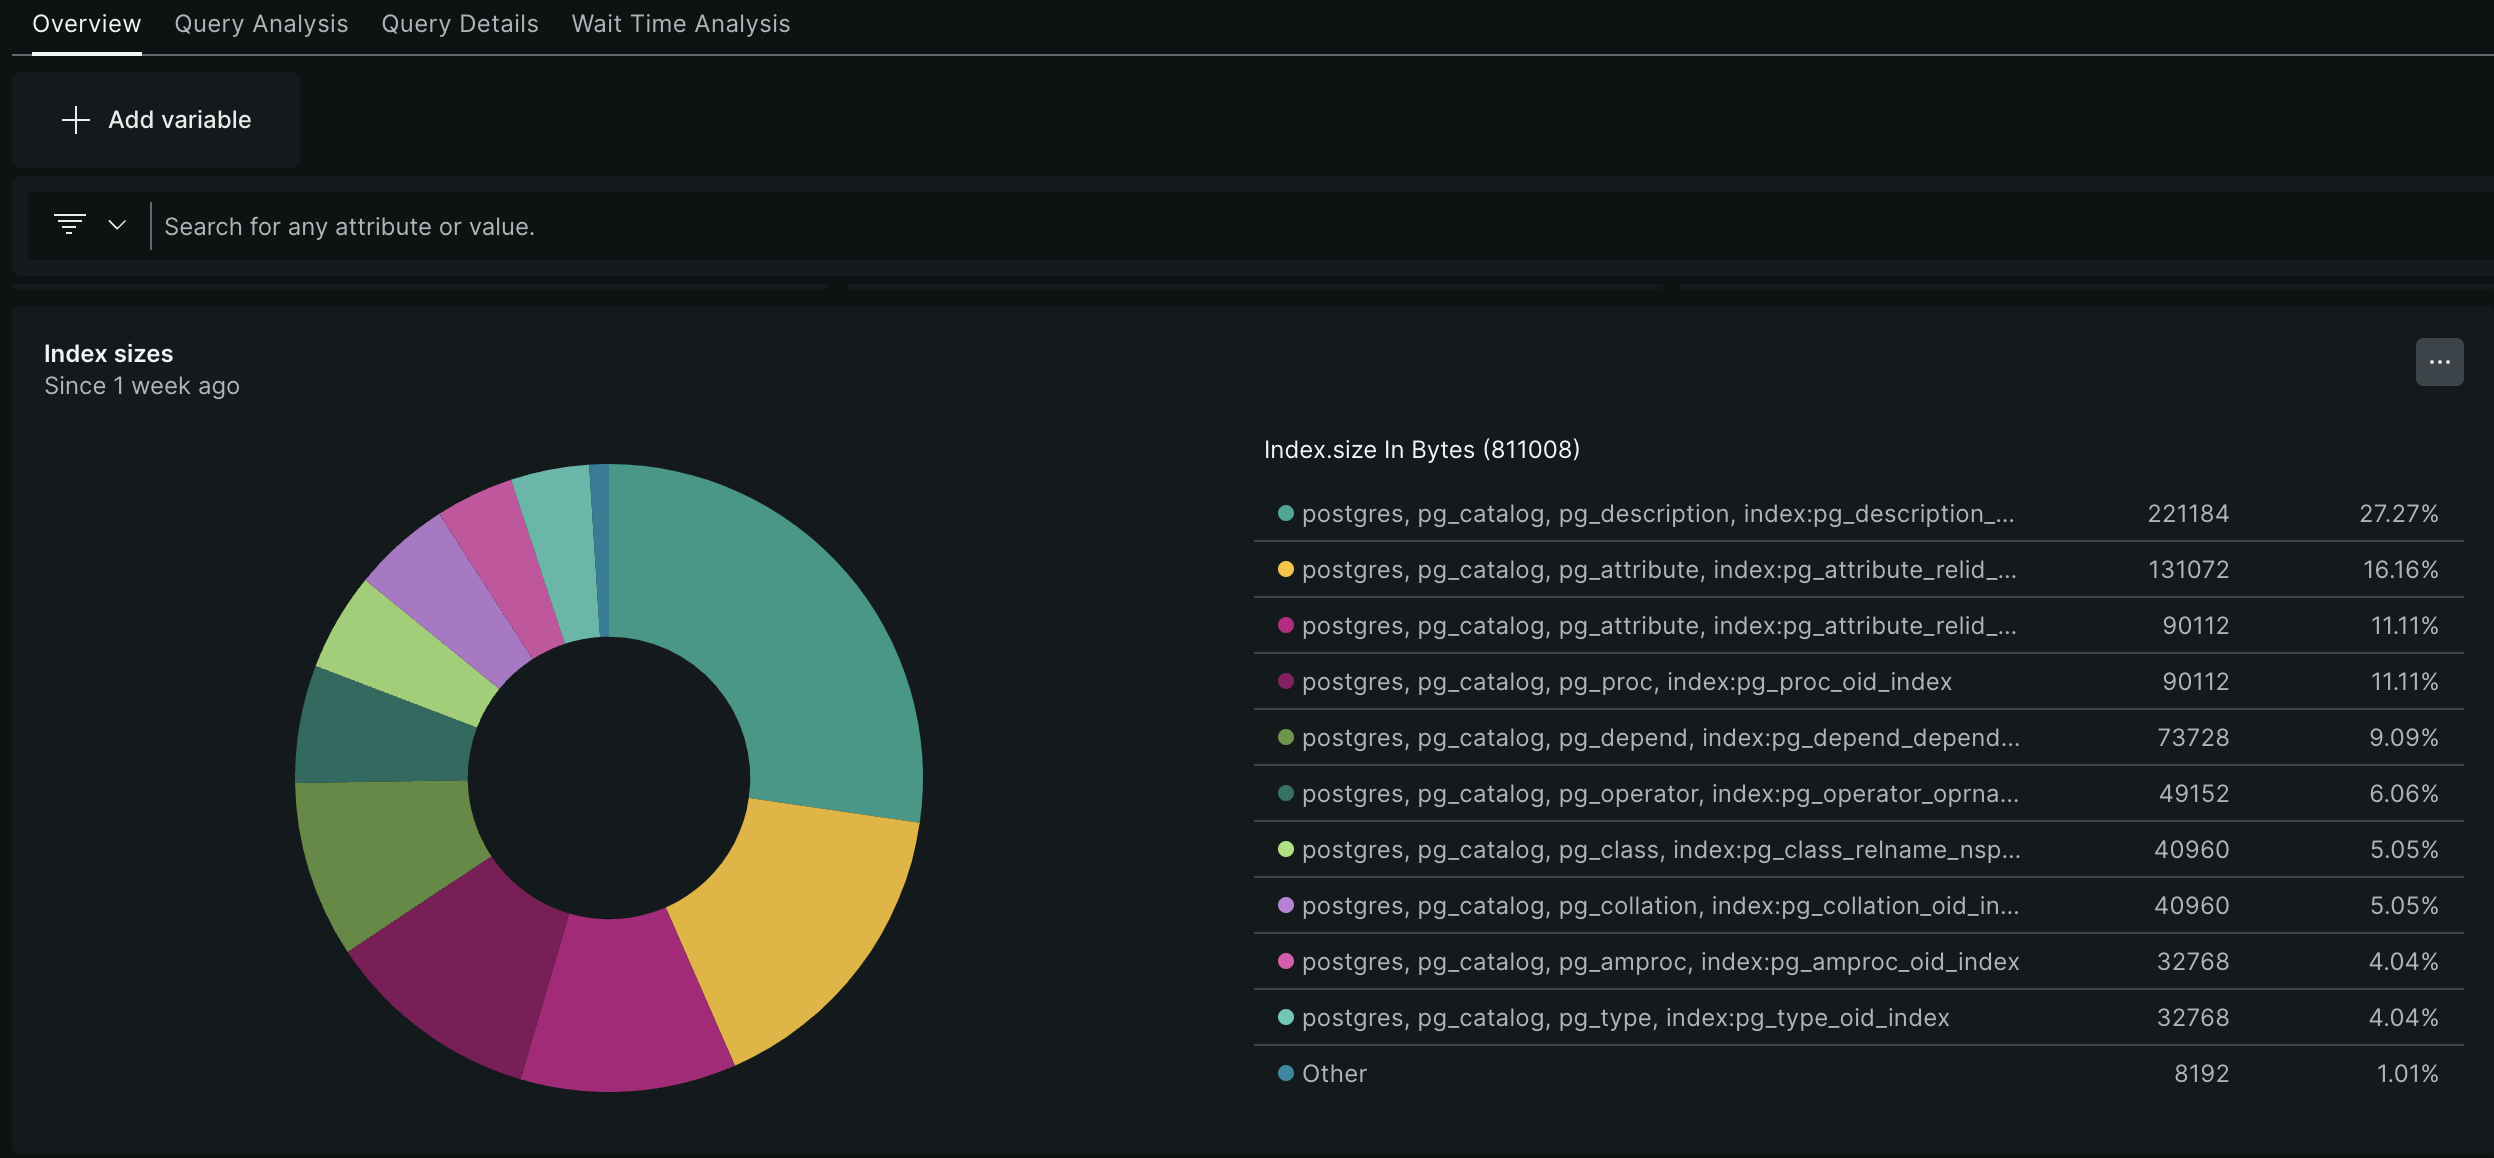 Overview Query Analysis Query Details Wait Time Analysis
Add variable
Search for any attribute or value.
Index sizes
Since 1 week ago
Index.size In Bytes (811008)
postgres, pg_catalog, pg_description, index:pg_description_... 221184 27.27%
postgres, pg_catalog, pg_attribute, index:pg_attribute_relid_... 131072 16.16%
postgres, pg_catalog, pg_attribute, index:pg_attribute_relid_... 90112 11.11%
postgres, pg_catalog, pg_proc, index:pg_proc_oid_index 90112 11.11%
postgres, pg_catalog, pg_depend, index:pg_depend_depend... 73728 9.09%
postgres, pg_catalog, pg_operator, index:pg_operator_oprna... 49152 6.06%
postgres, pg_catalog, pg_class, index:pg_class_relname_nsp... 40960 5.05%
postgres, pg_catalog, pg_collation, index:pg_collation_oid_in... 40960 5.05%
postgres, pg_catalog, pg_amproc, index:pg_amproc_oid_index 32768 4.04%
postgres, pg_catalog, pg_type, index:pg_type_oid_index 32768 4.04%
Other 8192 1.01%